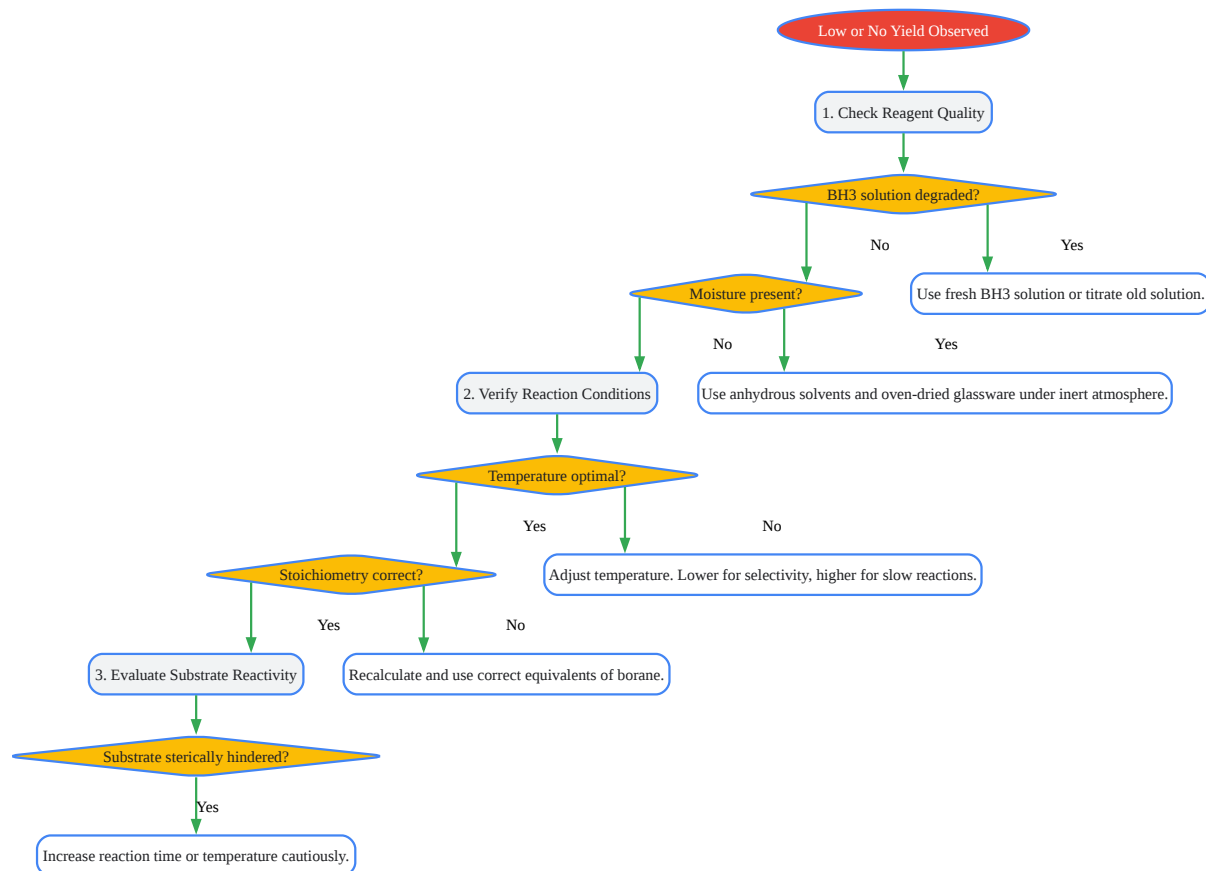 Low or No Yield Observed
1. Check Reagent Quality
BH3 solution degraded?
No
Yes
Moisture present?
Use fresh BH3 solution or titrate old solution.
No
Yes
2. Verify Reaction Conditions
Use anhydrous solvents and oven-dried glassware under inert atmosphere.
Temperature optimal?
Yes
No
Stoichiometry correct?
Adjust temperature. Lower for selectivity, higher for slow reactions.
Yes
No
3. Evaluate Substrate Reactivity
Recalculate and use correct equivalents of borane.
Substrate sterically hindered?
Yes
Increase reaction time or temperature cautiously.